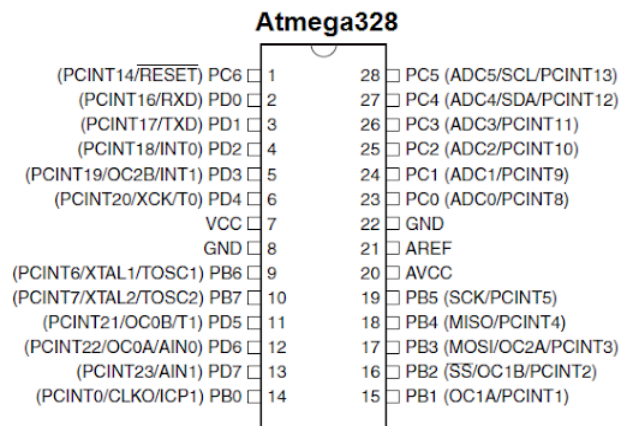 Atmega328
(PCINT14/RESET) PC6 1 28 PC5 (ADC5/SCL/PCINT13)
(PCINT16/RXD) PD0 2 27 PC4 (ADC4/SDA/PCINT12)
(PCINT17/TXD) PD1 3 26 PC3 (ADC3/PCINT11)
(PCINT18/INT0) PD2 4 25 PC2 (ADC2/PCINT10)
(PCINT19/OC2B/INT1) PD3 5 24 PC1 (ADC1/PCINT9)
(PCINT20/XCK/T0) PD4 6 23 PC0 (ADC0/PCINT8)
VCC 7 22 GND
GND 8 21 AREF
(PCINT6/XTAL1/TOSC1) PB6 9 20 AVCC
(PCINT7/XTAL2/TOSC2) PB7 10 19 PB5 (SCK/PCINT5)
(PCINT21/OC0B/T1) PD5 11 18 PB4 (MISO/PCINT4)
(PCINT22/OC0A/AIN0) PD6 12 17 PB3 (MOSI/OC2A/PCINT3)
(PCINT23/AIN1) PD7 13 16 PB2 (SS/OC1B/PCINT2)
(PCINT0/CLKO/ICP1) PB0 14 15 PB1 (OC1A/PCINT1)